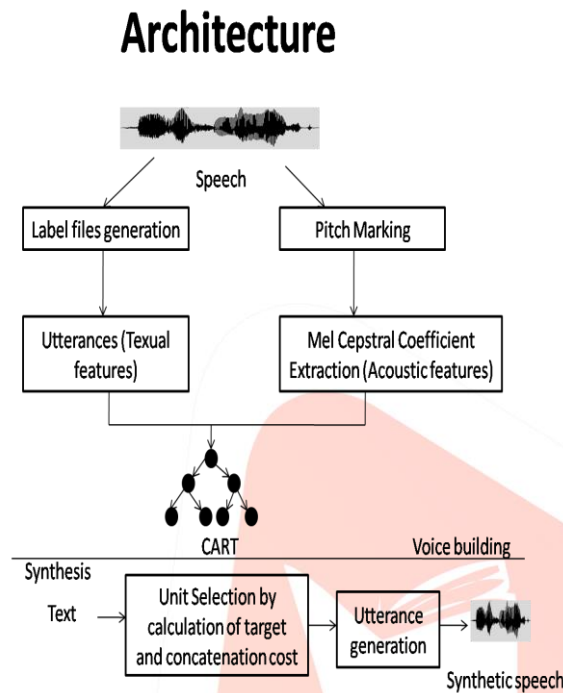 Architecture
Speech
Label files generation
Pitch Marking
Utterances (Texual
features)
Mel Cepstral Coefficient
Extraction (Acoustic features)
CART
Voice building
Synthesis
Text
Unit Selection by
calculation of target
and concatenation cost
Utterance
generation
Synthetic speech